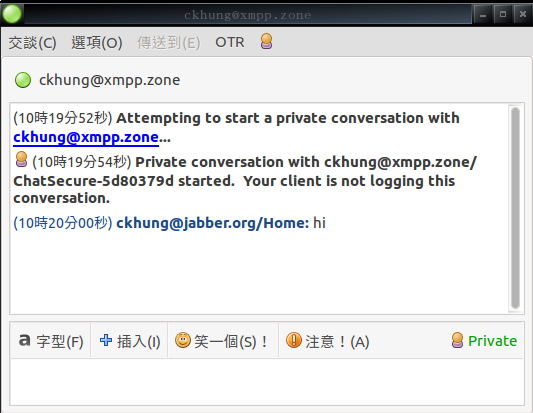 ckhung@xmpp.zone
交談(C) 選項(O) 傳送到(E) OTR
ckhung@xmpp.zone
(10時19分52秒) Attempting to start a private conversation with
ckhung@xmpp.zone...
(10時19分54秒) Private conversation with ckhung@xmpp.zone/
ChatSecure-5d80379d started. Your client is not logging this
conversation.
(10時20分00秒) ckhung@jabber.org/Home: hi
a 字型(F) 插入(I) 笑一個(S)! 注意!(A) Private